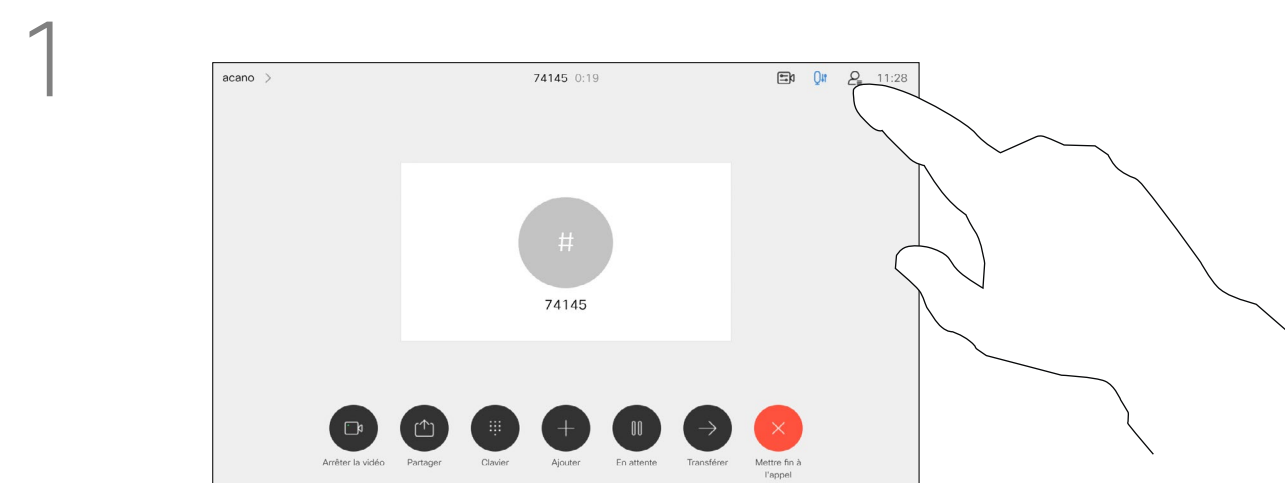 1
acano >
74145 0:19
11:28
#
74145
Arrêter la vidéo
Partager
Clavier
Ajouter
En attente
Transférer
Mettre fin à
l'appel